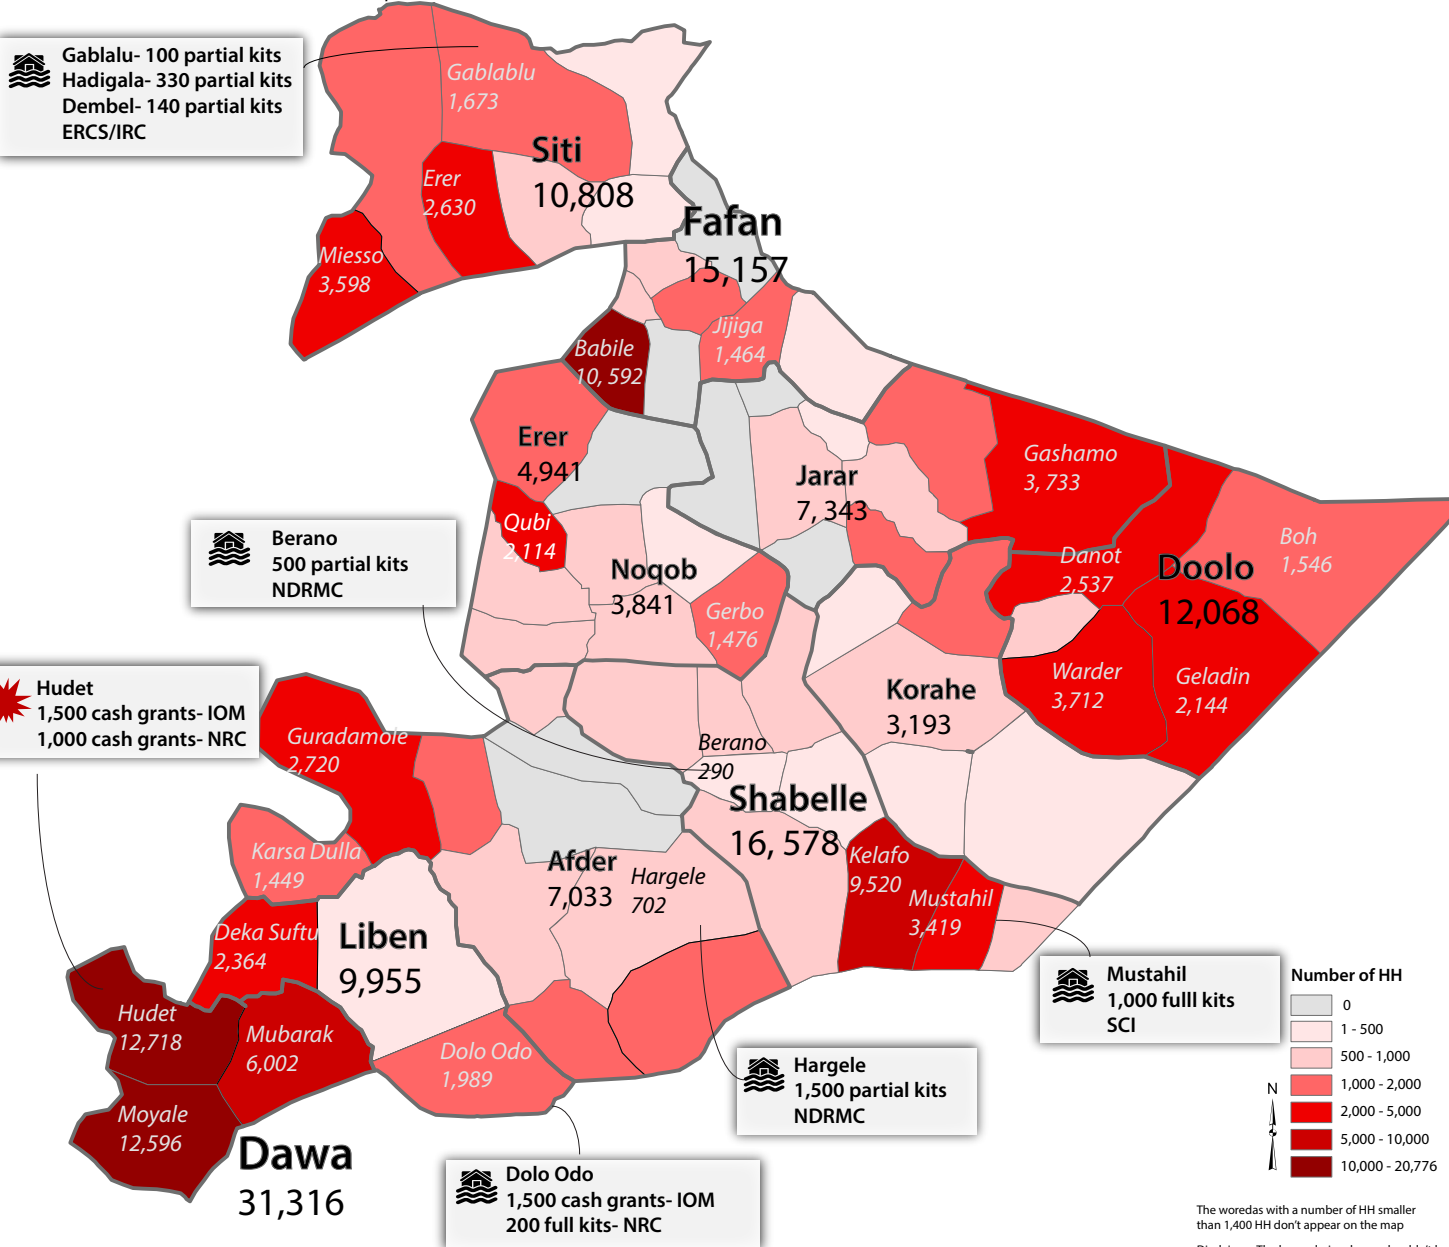 Gablalu- 100 partial kits
Hadigala- 330 partial kits
Dembel- 140 partial kits
ERCS/IRC
Gablablu
1,673
Siti
10,808
Erer
2,630
Miesso
3,598
Fafan
15,157
Jijiga
1,464
Babile
10, 592
Erer
4,941
Jarar
7, 343
Gashamo
3, 733
Qubi
2,114
Berano
500 partial kits
NDRMC
Noqob
3,841
Gerbo
1,476
Danot
2,537
Doolo
12,068
Boh
1,546
Warder
3,712
Geladin
2,144
Korahe
3,193
Hudet
1,500 cash grants- IOM
1,000 cash grants- NRC
Guradamole
2,720
Berano
290
Shabelle
16, 578
Karsa Dulla
1,449
Afder
7,033
Hargele
702
Kelafo
9,520
Mustahil
3,419
Deka Suftu
2,364
Liben
9,955
Hudet
12,718
Mubarak
6,002
Dolo Odo
1,989
Moyale
12,596
Dawa
31,316
Mustahil
1,000 fulll kits
SCI
Hargele
1,500 partial kits
NDRMC
Dolo Odo
1,500 cash grants- IOM
200 full kits- NRC
Number of HH
0
1 - 500
500 - 1,000
1,000 - 2,000
2,000 - 5,000
5,000 - 10,000
10,000 - 20,776
N
The woredas with a number of HH smaller
than 1,400 HH don't appear on the map